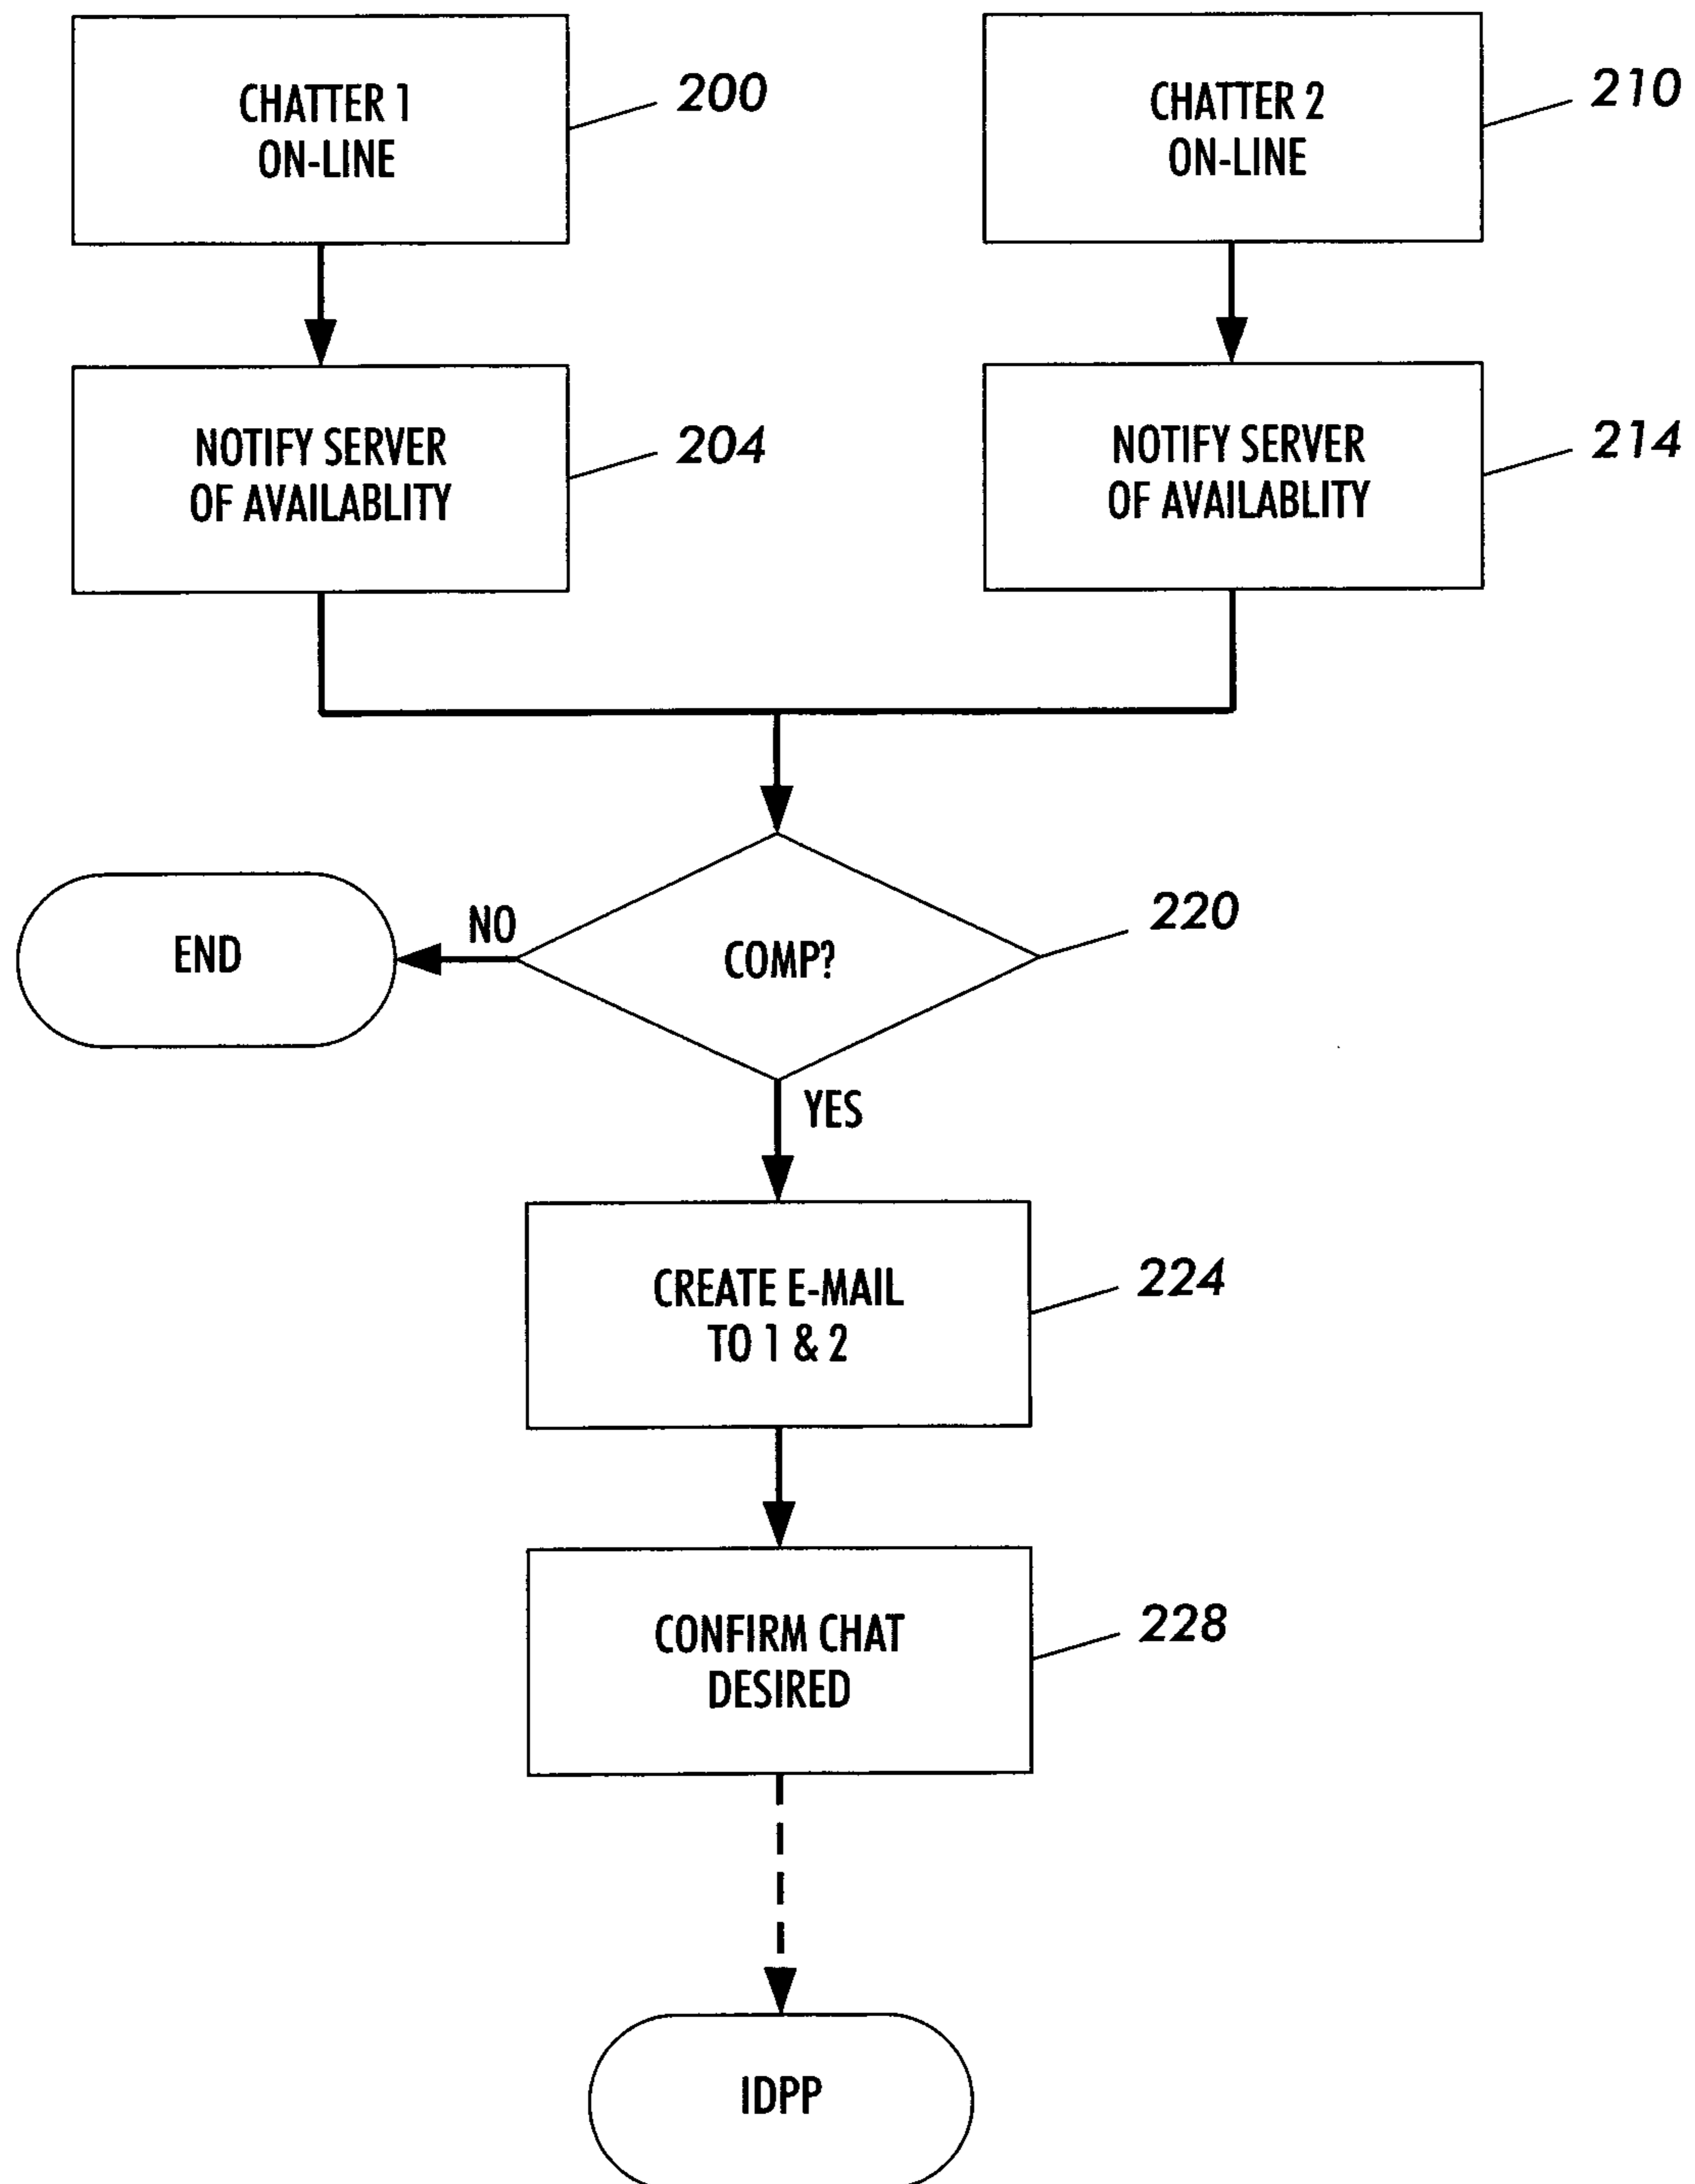 CHATTER 1
ON-LINE
200
CHATTER 2
ON-LINE
210
NOTIFY SERVER
OF AVAILABLITY
204
NOTIFY SERVER
OF AVAILABLITY
214
END
NO
COMP?
220
YES
CREATE E-MAIL
TO 1 & 2
224
CONFIRM CHAT
DESIRED
228
IDPP